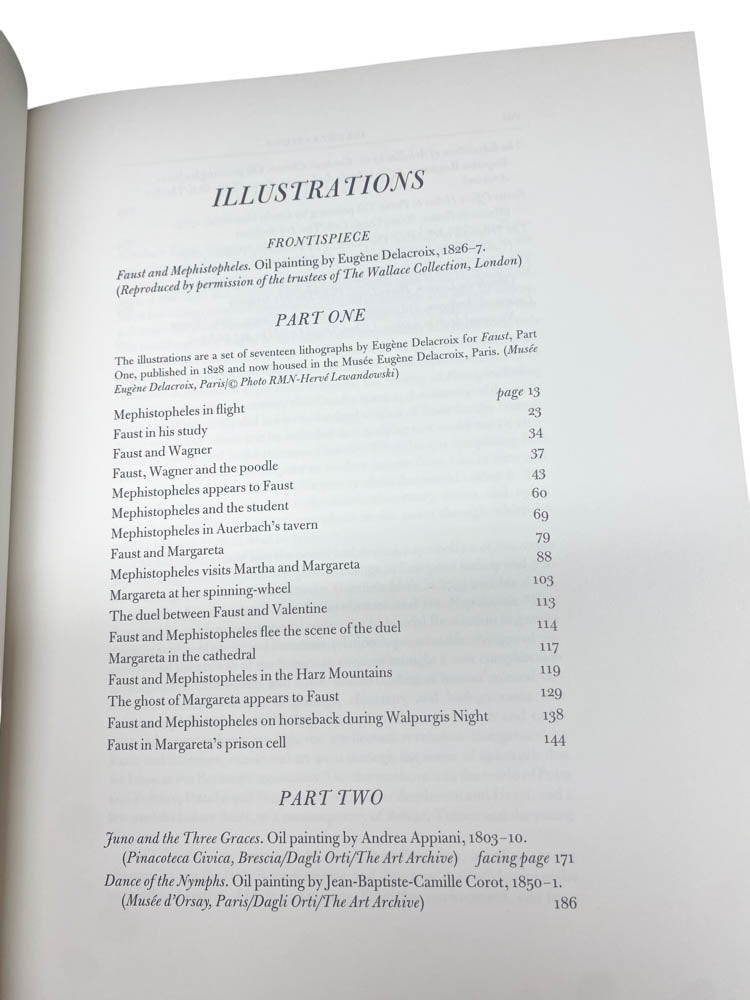 ILLUSTRATIONS
FRONTISPIECE
Faust and Mephistopheles. Oil painting by Eugène Delacroix, 1826–7.
(Reproduced by permission of the trustees of The Wallace Collection, London)
PART ONE
The illustrations are a set of seventeen lithographs by Eugène Delacroix for Faust, Part
One, published in 1828 and now housed in the Musée Eugène Delacroix, Paris. (Musée
Eugène Delacroix, Paris/© Photo RMN-Hervé Lewandowski)
Mephistopheles in flight page 13
Faust in his study 23
Faust and Wagner 34
Faust, Wagner and the poodle 37
Mephistopheles appears to Faust 43
Mephistopheles and the student 60
Mephistopheles in Auerbach's tavern 69
Faust and Margareta 79
Mephistopheles visits Martha and Margareta 88
Margareta at her spinning-wheel 103
The duel between Faust and Valentine 113
Faust and Mephistopheles flee the scene of the duel 114
Margareta in the cathedral 117
Faust and Mephistopheles in the Harz Mountains 119
The ghost of Margareta appears to Faust 129
Faust and Mephistopheles on horseback during Walpurgis Night 138
Faust in Margareta's prison cell 144
PART TWO
Juno and the Three Graces. Oil painting by Andrea Appiani, 1803–10.
(Pinacoteca Civica, Brescia/Dagli Orti/The Art Archive) facing page 171
Dance of the Nymphs. Oil painting by Jean-Baptiste-Camille Corot, 1850–1.
(Musée d'Orsay, Paris/Dagli Orti/The Art Archive) 186